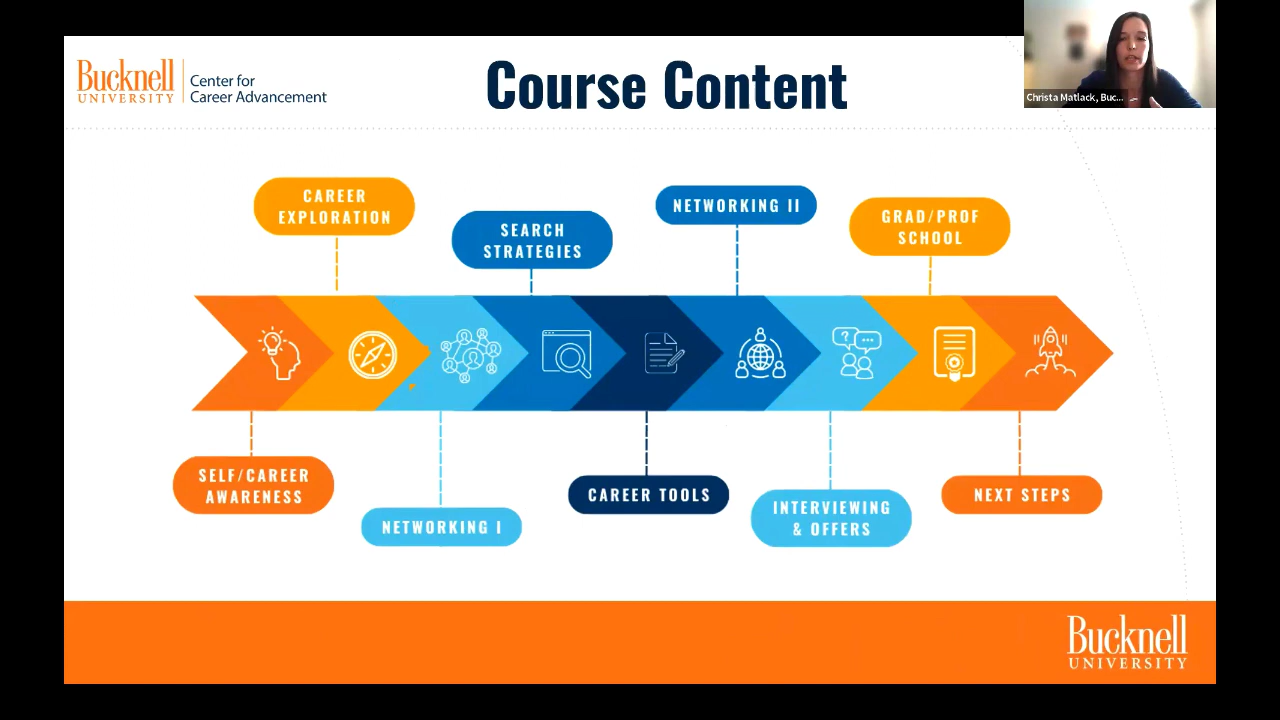 Bucknell
UNIVERSITY
Center for
Career Advancement
Course Content
Christa Matlack, Buc...
CAREER
EXPLORATION
SEARCH
STRATEGIES
NETWORKING II
GRAD/PROF
SCHOOL
?
SELF/CAREER
AWARENESS
NETWORKING I
CAREER TOOLS
INTERVIEWING
& OFFERS
NEXT STEPS
Bucknell
UNIVERSITY